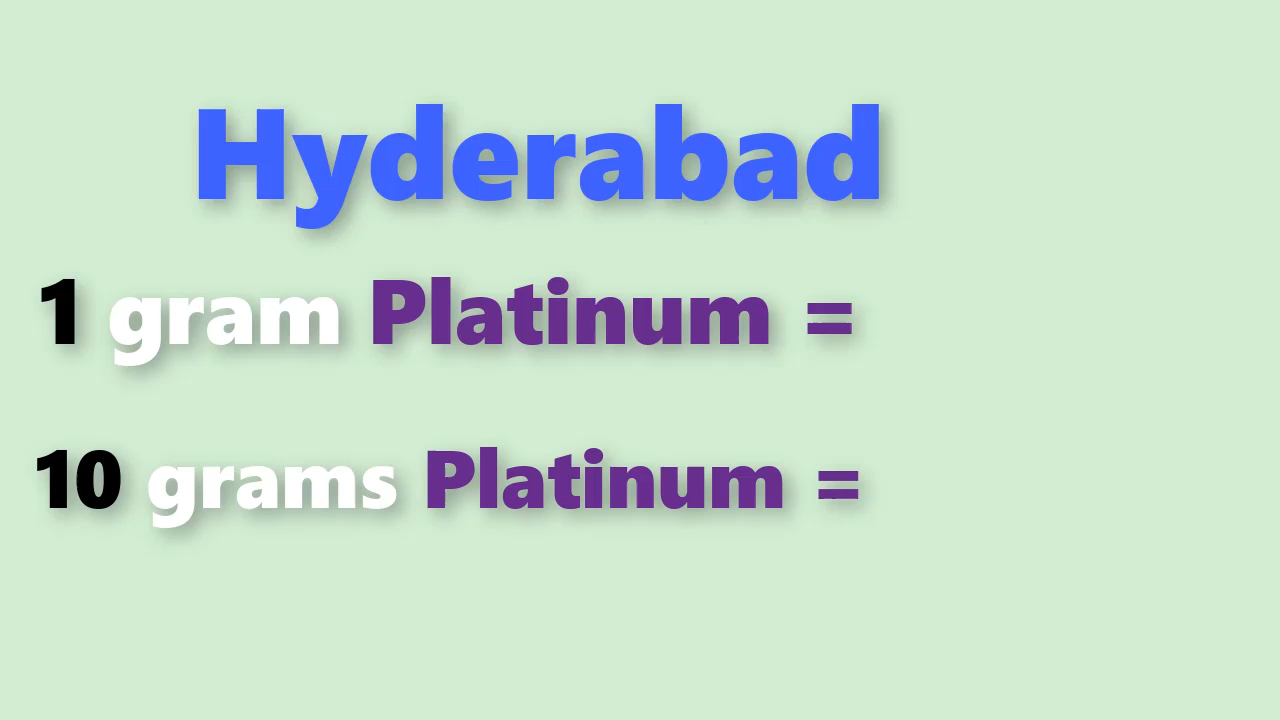 Hyderabad
1 gram Platinum =
10 grams Platinum =